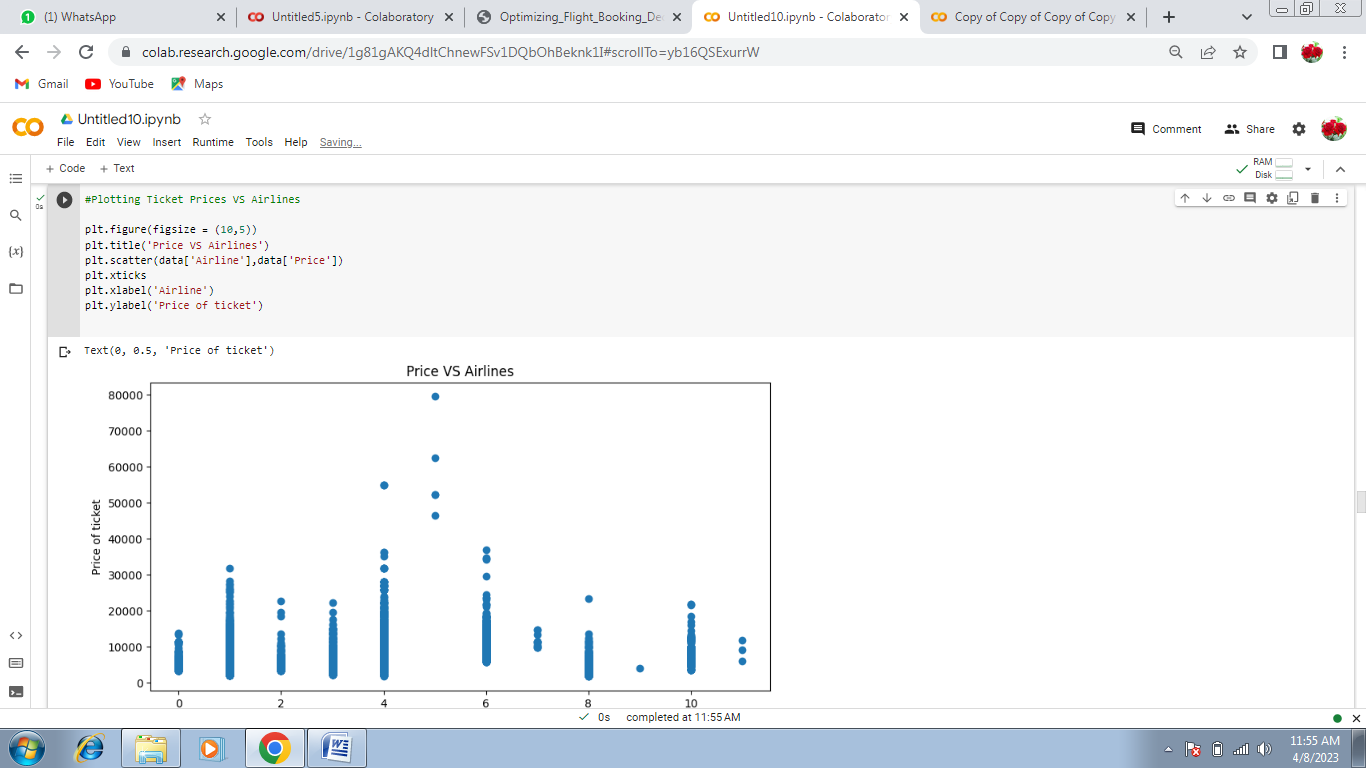 (1) WhatsApp
Untitled5.ipynb - Colaboratory
Optimizing_Flight_Booking_De
Untitled10.ipynb - Colaborator
Copy of Copy of Copy of Copy
colab.research.google.com/drive/1g81gAKQ4dItChnewFSv1DQbOhBeknk1I#scrollTo=yb16QSExurrW
Gmail
YouTube
Maps
Untitled10.ipynb
File Edit View Insert Runtime Tools Help Saving...
Comment
Share
+ Code + Text
RAM
Disk
0s
#Plotting Ticket Prices VS Airlines
plt.figure(figsize = (10,5))
plt.title('Price VS Airlines')
plt.scatter(data['Airline'],data['Price'])
plt.xticks
plt.xlabel('Airline')
plt.ylabel('Price of ticket')
Text(0, 0.5, 'Price of ticket')
Price VS Airlines
80000
70000
60000
50000
40000
30000
20000
10000
0
Price of ticket
0 2 4 6 8 10
0s completed at 11:55 AM
11:55 AM
4/8/2023